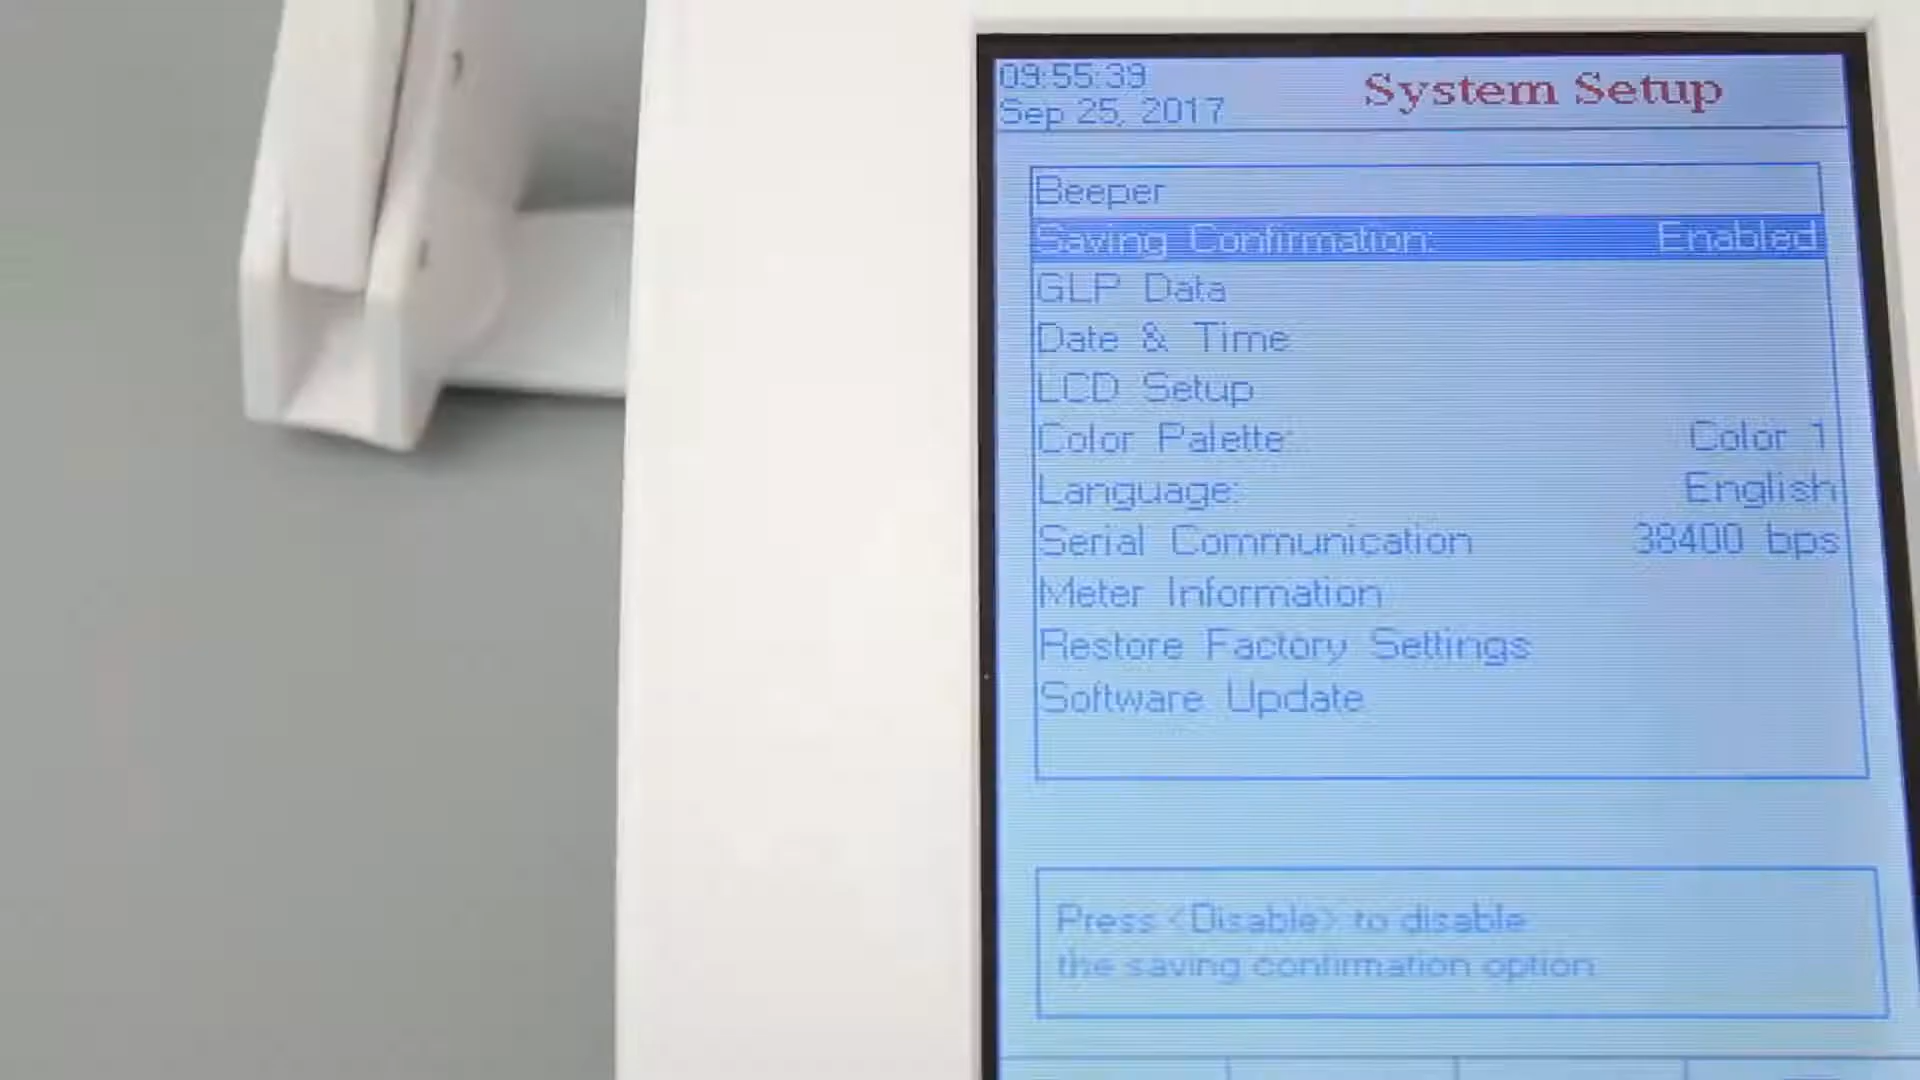 09:55:39
Sep 25, 2017
System Setup
Beeper
Saving Confirmation: Enabled
GLP Data
Date & Time
LCD Setup
Color Palette: Color 1
Language: English
Serial Communication 38400 bps
Meter Information
Restore Factory Settings
Software Update
Press <Disable> to disable
the saving confirmation option